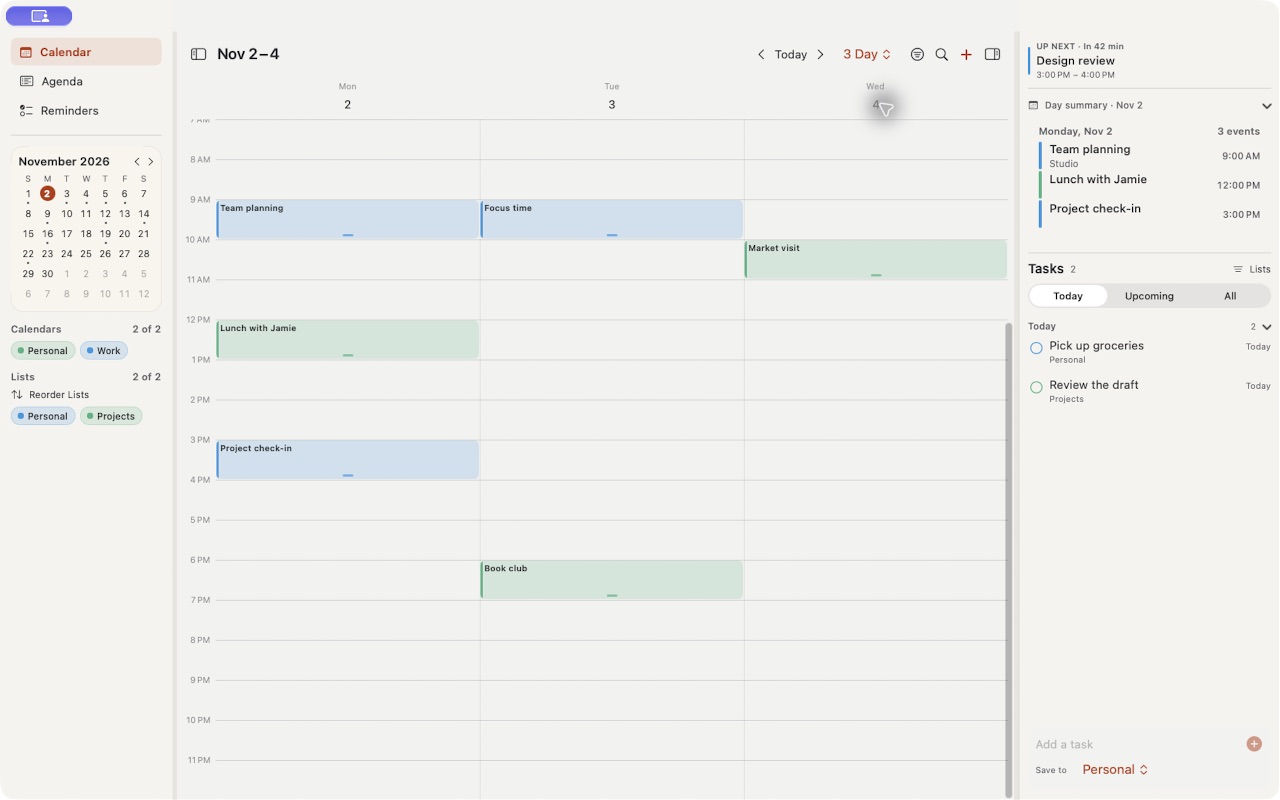 Calendar
Agenda
Reminders
November 2026
S M T W T F S
1 2 3 4 5 6 7
8 9 10 11 12 13 14
15 16 17 18 19 20 21
22 23 24 25 26 27 28
29 30 1 2 3 4 5
6 7 8 9 10 11 12
Calendars 2 of 2
Personal Work
Lists 2 of 2
Reorder Lists
Personal Projects
Nov 2–4
Today 3 Day
Mon Tue Wed
2 3 4
7 AM
8 AM
9 AM
Team planning Focus time
10 AM
Market visit
11 AM
12 PM
Lunch with Jamie
1 PM
2 PM
3 PM
Project check-in
4 PM
5 PM
6 PM
Book club
7 PM
8 PM
9 PM
10 PM
11 PM
UP NEXT · In 42 min
Design review
3:00 PM – 4:00 PM
Day summary · Nov 2
Monday, Nov 2 3 events
Team planning 9:00 AM
Studio
Lunch with Jamie 12:00 PM
Project check-in 3:00 PM
Tasks 2 Lists
Today Upcoming All
Today 2
Pick up groceries Today
Personal
Review the draft Today
Projects
Add a task
Save to Personal